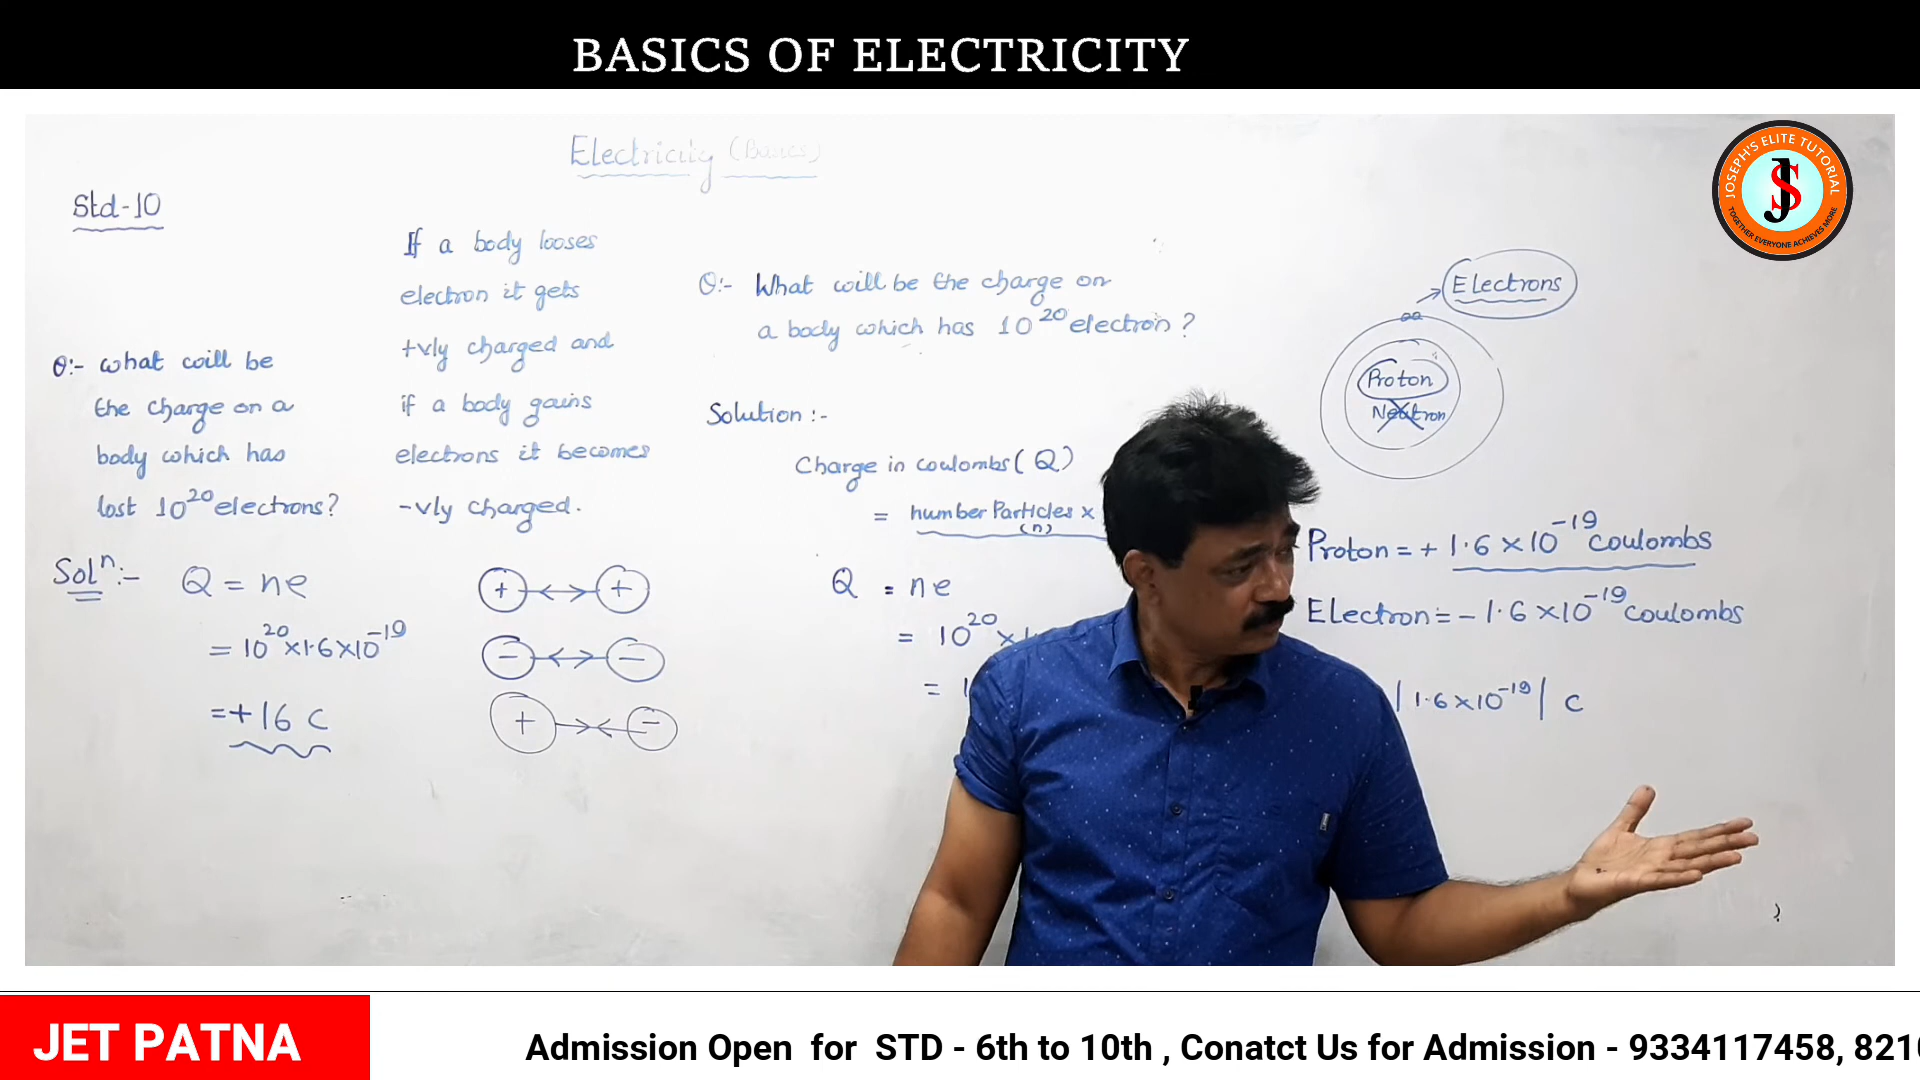 BASICS OF ELECTRICITY
Electricity (Basics)
Std-10
Q:- what will be
the charge on a
body which has
lost 10²⁰ electrons?
Solⁿ:- Q = ne
= 10²⁰×1.6×10⁻¹⁹
=+16 C
If a body looses
electron it gets
+vly charged and
if a body gains
electrons it becomes
-vly charged.
+ +
− −
+ −
Q:- What will be the charge on
a body which has 10²⁰ electron?
Solution :-
Charge in coulombs (Q)
= number Particles ×
(n)
Q = ne
= 10²⁰ ×
=
Electrons
Proton
Neutron
Proton = + 1.6 ×10⁻¹⁹ coulombs
Electron = − 1.6 ×10⁻¹⁹ coulombs
| 1.6×10⁻¹⁹ | C
JOSEPH'S ELITE TUTORIAL
JS
TOGETHER EVERYONE ACHIEVES MORE
JET PATNA
Admission Open for STD - 6th to 10th , Conatct Us for Admission - 9334117458, 821